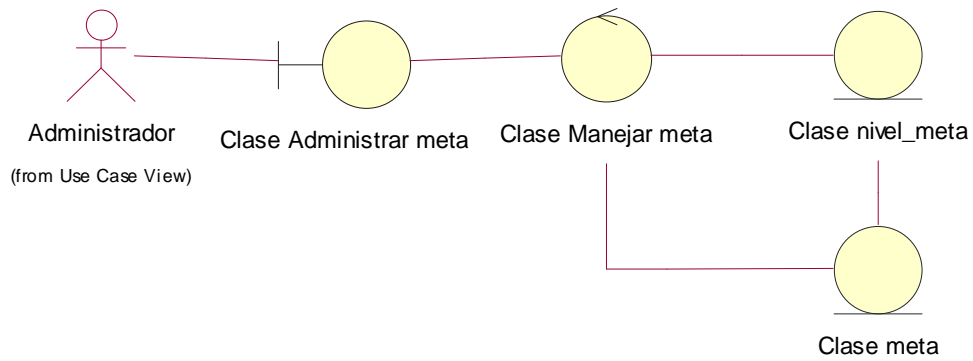 Administrador
(from Use Case View)
Clase Administrar meta
Clase Manejar meta
Clase nivel_meta
Clase meta